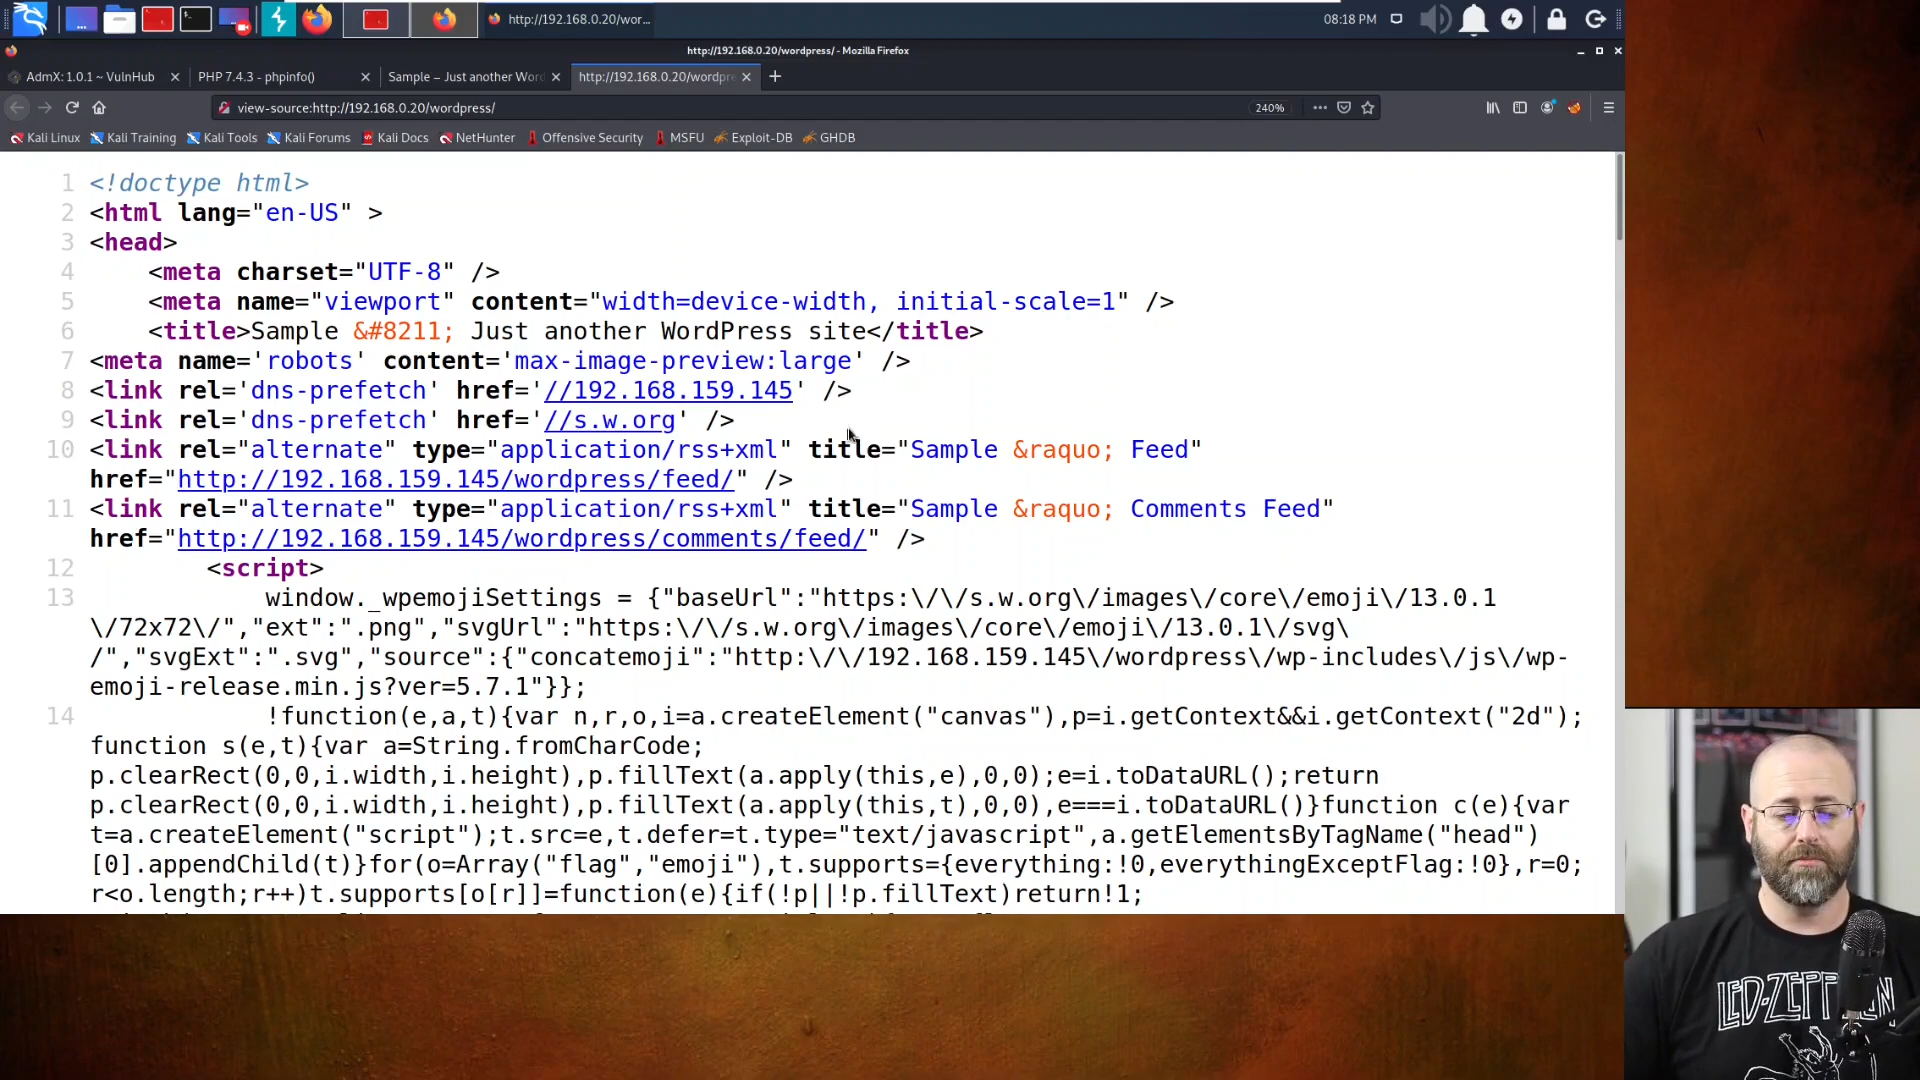 http://192.168.0.20/wor...
08:18 PM
http://192.168.0.20/wordpress/ - Mozilla Firefox
AdmX: 1.0.1 ~ VulnHub
PHP 7.4.3 - phpinfo()
Sample – Just another Wor
http://192.168.0.20/wordpre
view-source:http://192.168.0.20/wordpress/
240%
Kali Linux Kali Training Kali Tools Kali Forums Kali Docs NetHunter Offensive Security MSFU Exploit-DB GHDB
1 <!doctype html>
2 <html lang="en-US" >
3 <head>
4 <meta charset="UTF-8" />
5 <meta name="viewport" content="width=device-width, initial-scale=1" />
6 <title>Sample &#8211; Just another WordPress site</title>
7 <meta name='robots' content='max-image-preview:large' />
8 <link rel='dns-prefetch' href='//192.168.159.145' />
9 <link rel='dns-prefetch' href='//s.w.org' />
10 <link rel="alternate" type="application/rss+xml" title="Sample &raquo; Feed"
href="http://192.168.159.145/wordpress/feed/" />
11 <link rel="alternate" type="application/rss+xml" title="Sample &raquo; Comments Feed"
href="http://192.168.159.145/wordpress/comments/feed/" />
12 <script>
13 window._wpemojiSettings = {"baseUrl":"https:\/\/s.w.org\/images\/core\/emoji\/13.0.1
\/72x72\/","ext":".png","svgUrl":"https:\/\/s.w.org\/images\/core\/emoji\/13.0.1\/svg\
/","svgExt":".svg","source":{"concatemoji":"http:\/\/192.168.159.145\/wordpress\/wp-includes\/js\/wp-
emoji-release.min.js?ver=5.7.1"}};
14 !function(e,a,t){var n,r,o,i=a.createElement("canvas"),p=i.getContext&&i.getContext("2d");
function s(e,t){var a=String.fromCharCode;
p.clearRect(0,0,i.width,i.height),p.fillText(a.apply(this,e),0,0);e=i.toDataURL();return
p.clearRect(0,0,i.width,i.height),p.fillText(a.apply(this,t),0,0),e===i.toDataURL()}function c(e){var
t=a.createElement("script");t.src=e,t.defer=t.type="text/javascript",a.getElementsByTagName("head")
[0].appendChild(t)}for(o=Array("flag","emoji"),t.supports={everything:!0,everythingExceptFlag:!0},r=0;
r<o.length;r++)t.supports[o[r]]=function(e){if(!p||!p.fillText)return!1;